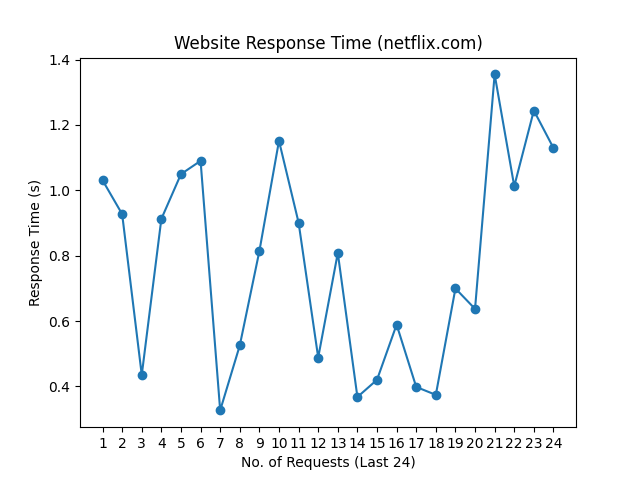 Website Response Time (netflix.com)
Response Time (s)
1.4
1.2
1.0
0.8
0.6
0.4
1 2 3 4 5 6 7 8 9 10 11 12 13 14 15 16 17 18 19 20 21 22 23 24
No. of Requests (Last 24)